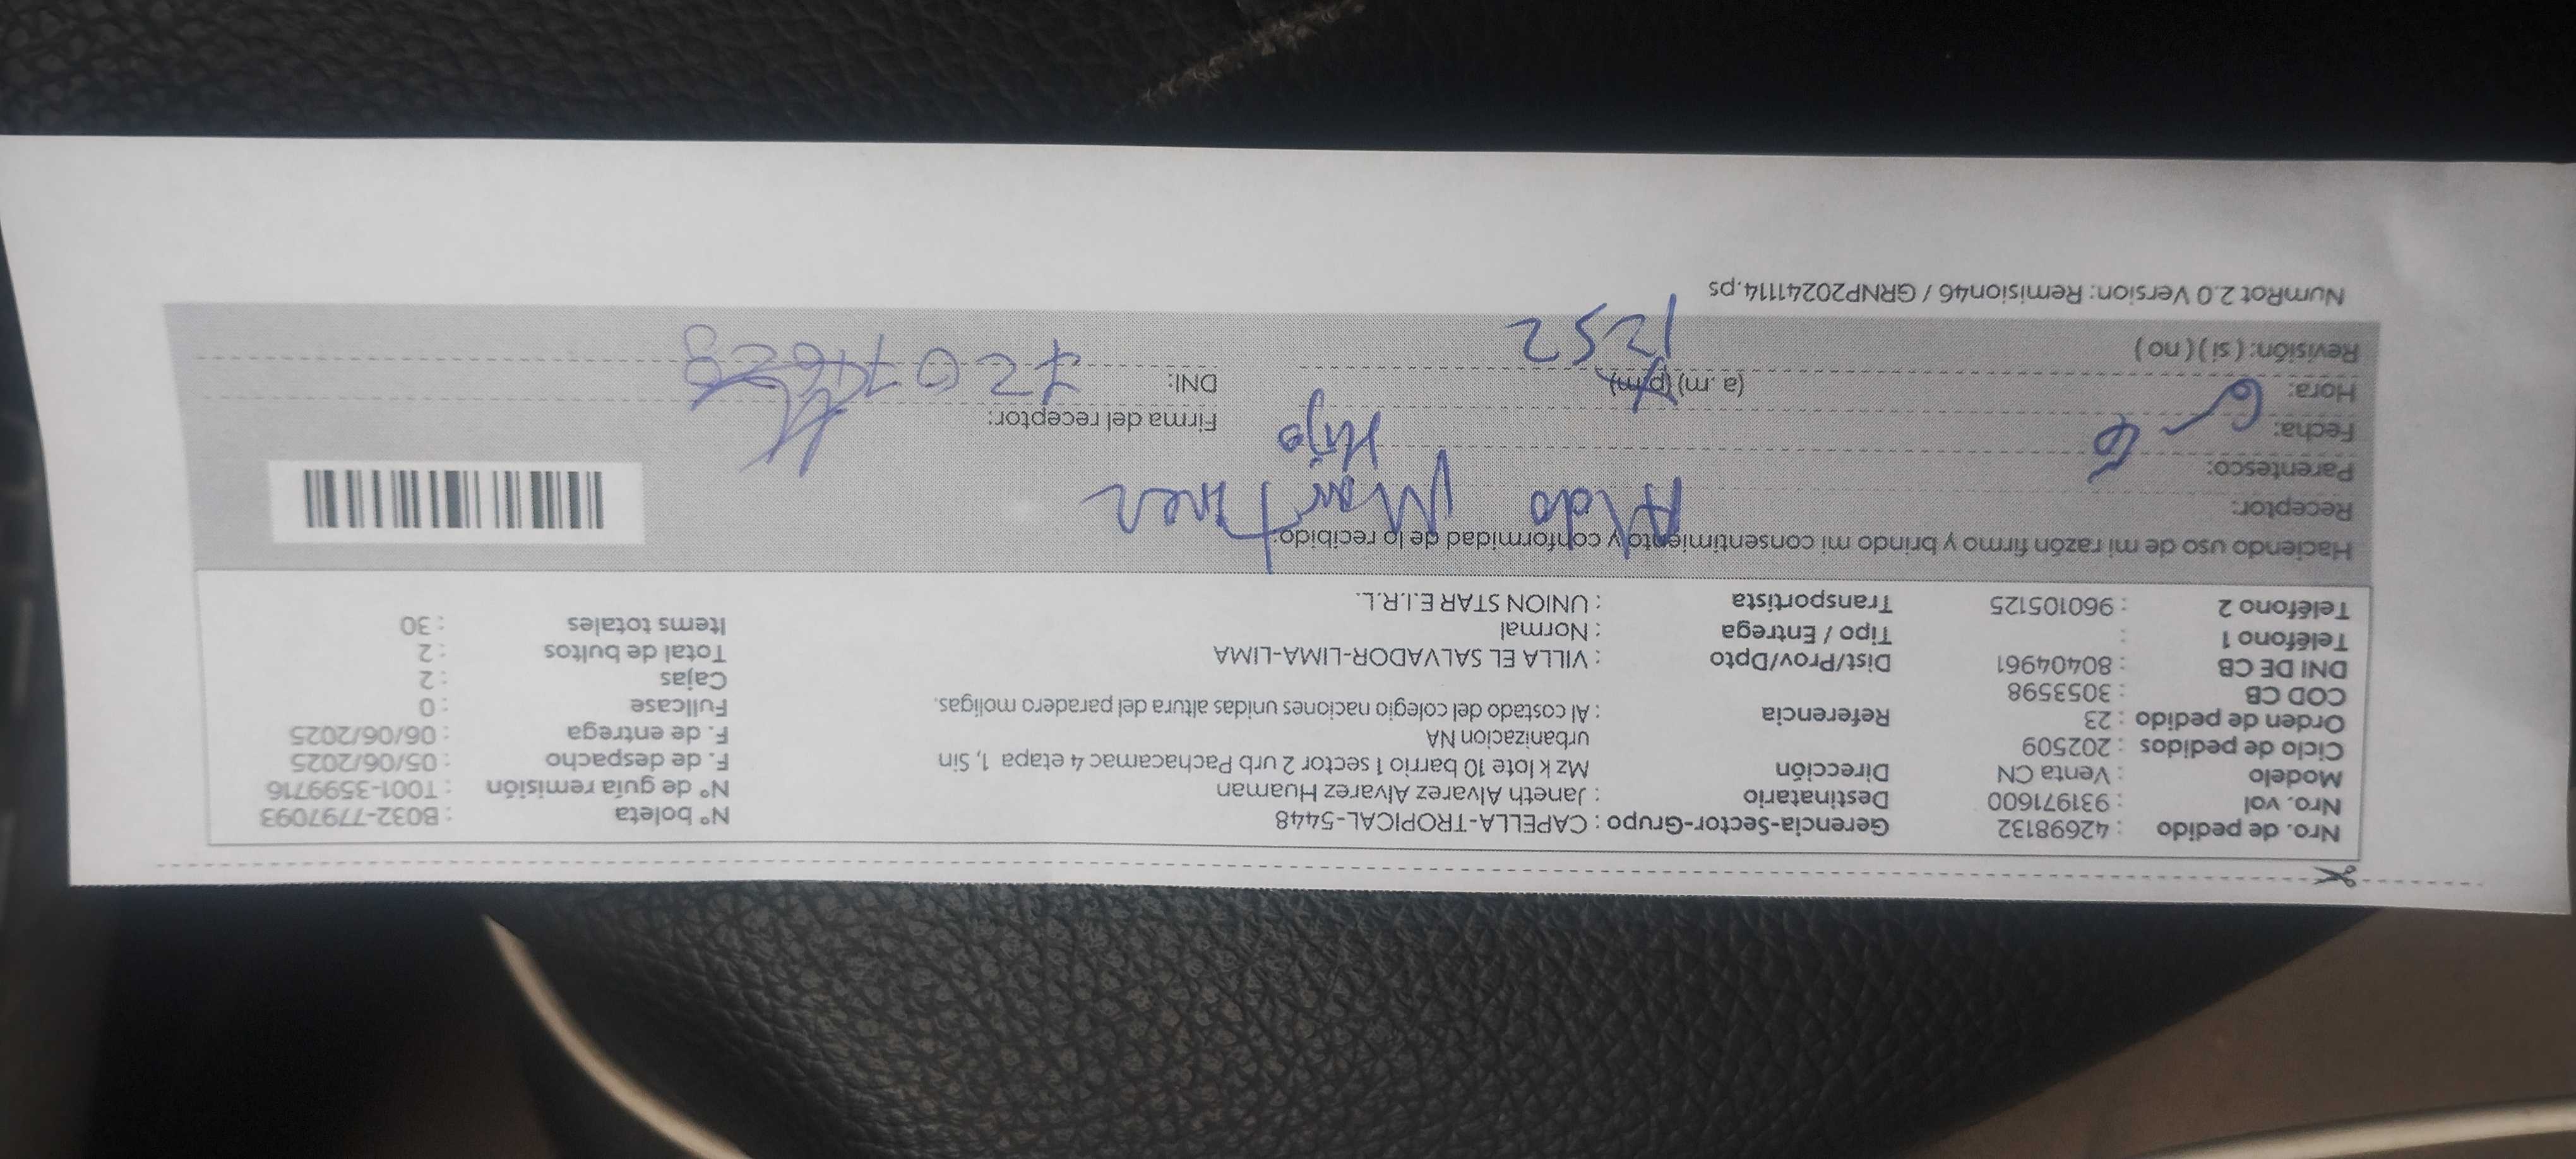 Nro. de pedido : 42698132 Gerencia-Sector-Grupo : CAPELLA-TROPICAL-5448 N° boleta : B032-7797093
Nro. vol : 931971600 Destinatario : Janeth Alvarez Alvarez Huaman N° de guía remisión : T001-3599716
Modelo : Venta CN Dirección Mz k lote 10 barrio 1 sector 2 urb Pachacamac 4 etapa 1, Sin F. de despacho : 05/06/2025
Ciclo de pedidos : 202509 urbanizacion NA F. de entrega : 06/06/2025
Orden de pedido : 23 Referencia : Al costado del colegio naciones unidas altura del paradero moligas. Fullcase : 0
COD CB : 3053598 Cajas : 2
DNI DE CB : 80404961 Dist/Prov/Dpto : VILLA EL SALVADOR-LIMA-LIMA Total de bultos : 2
Teléfono 1 : Tipo / Entrega : Normal Items totales : 30
Teléfono 2 : 960105125 Transportista : UNION STAR E.I.R.L.
Haciendo uso de mi razón firmo y brindo mi consentimiento y conformidad de lo recibido:
Receptor: Aldo Martinez
Parentesco: Hijo
Fecha: 6 - 6 Firma del receptor:
Hora: (a. m) (p. m) 1252 DNI:
Revisión: ( si ) ( no )
NumRot 2.0 Version: Remision46 / GRNP20241114.ps